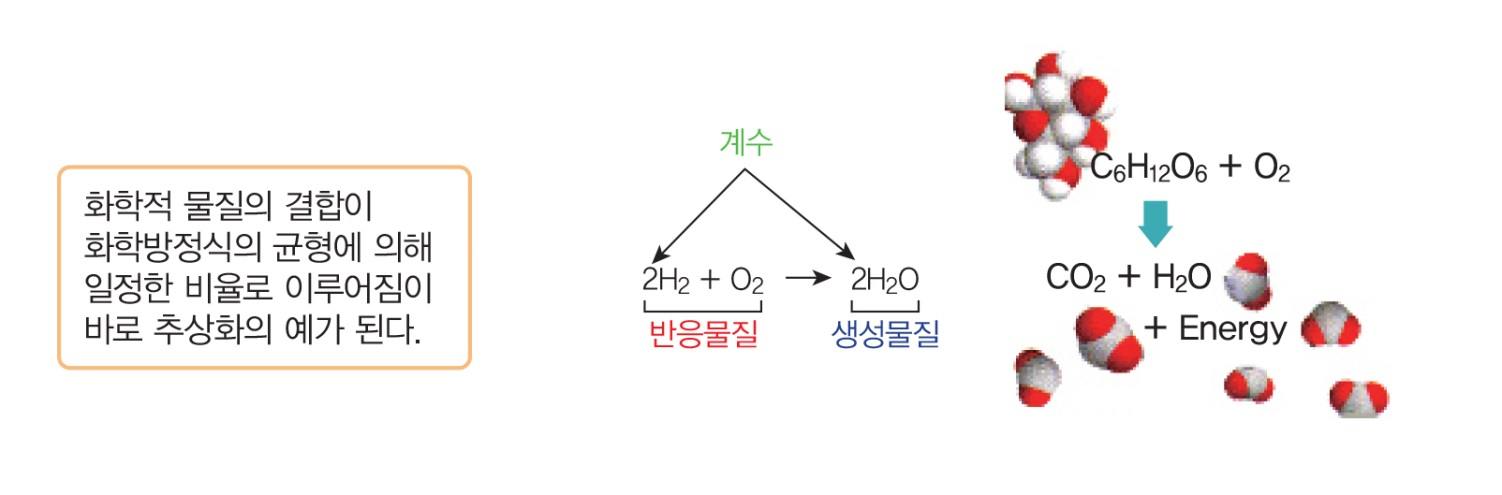 화학적 물질의 결합이
화학방정식의 균형에 의해
일정한 비율로 이루어짐이
바로 추상화의 예가 된다.
계수
2H₂ + O₂ → 2H₂O
반응물질 생성물질
C₆H₁₂O₆ + O₂
CO₂ + H₂O
+ Energy